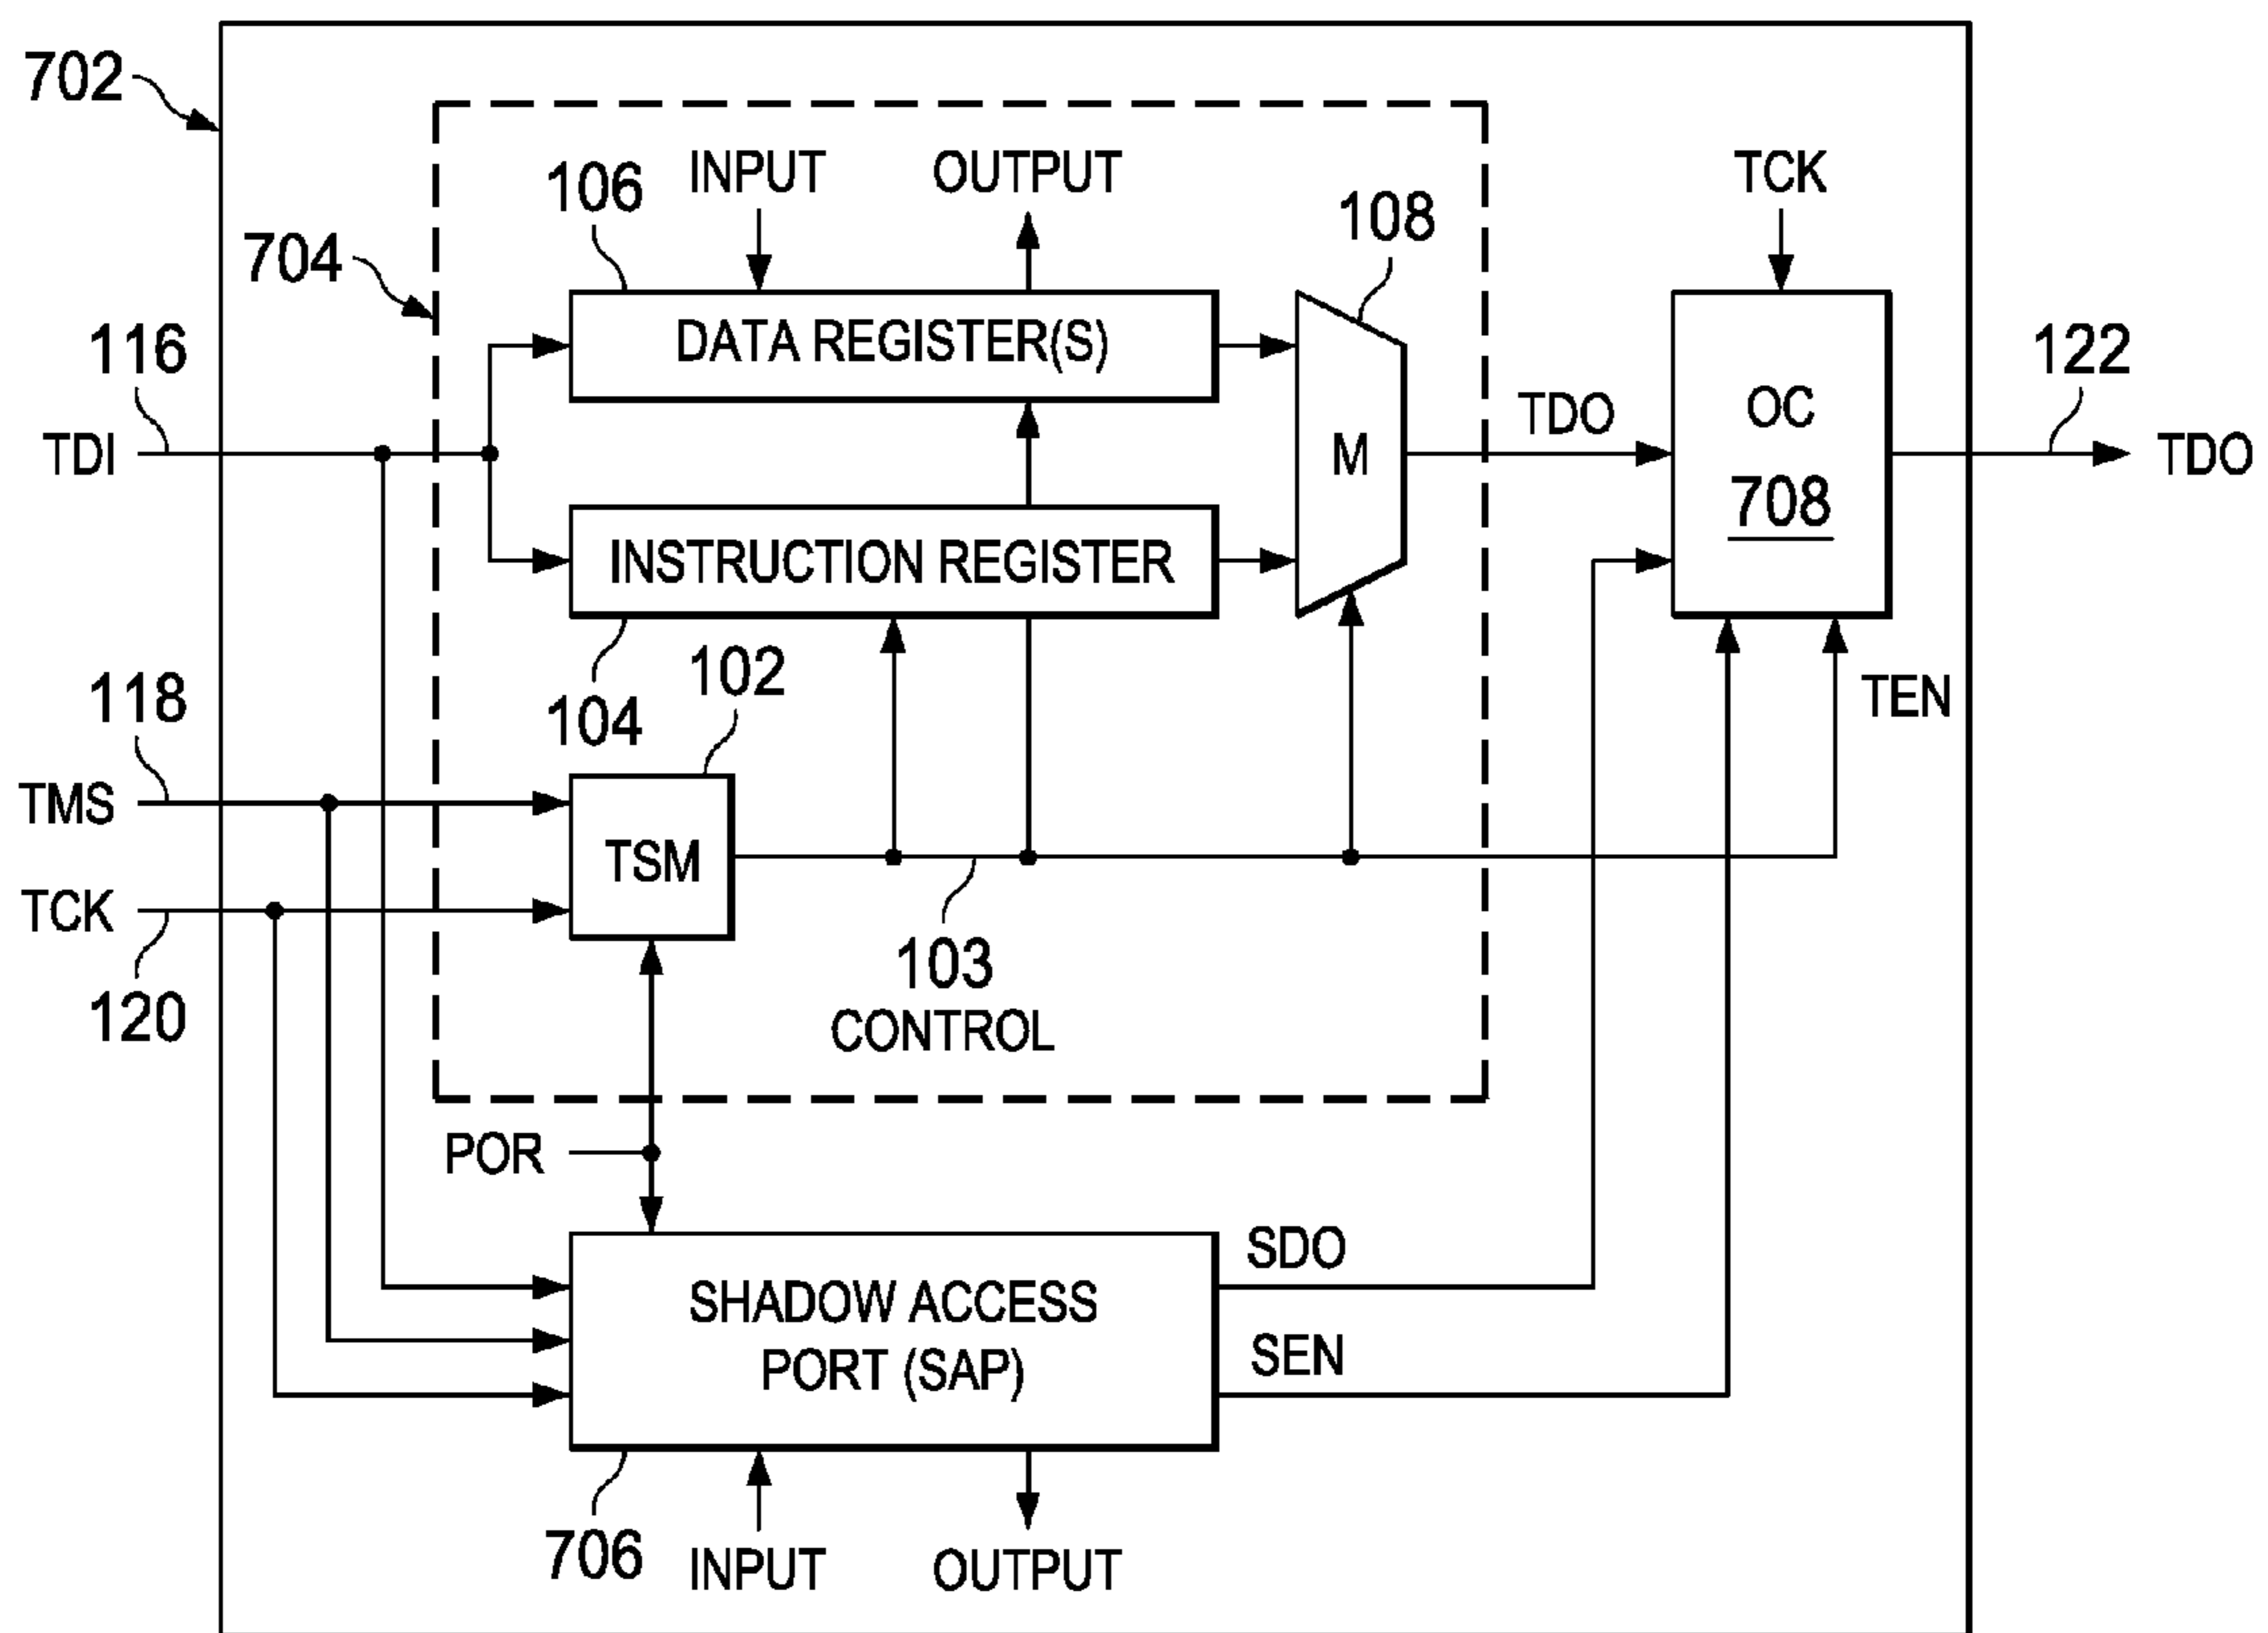 702
INPUT
OUTPUT
TCK
106
108
704
116
DATA REGISTER(S)
122
TDI
M
TDO
OC
708
TDO
INSTRUCTION REGISTER
118
104
102
TEN
TMS
TSM
TCK
120
103
CONTROL
POR
SHADOW ACCESS
PORT (SAP)
SDO
SEN
706
INPUT
OUTPUT